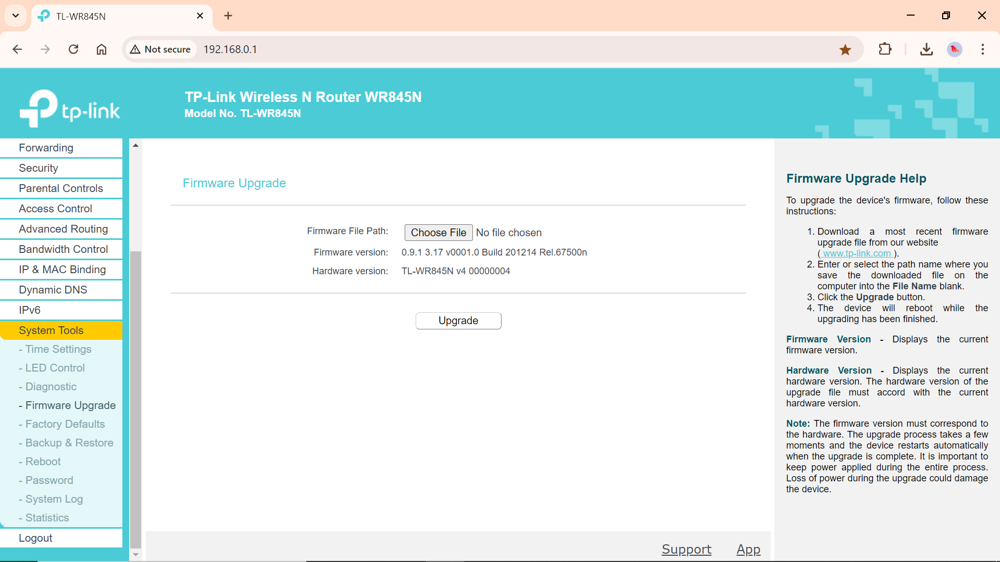 TL-WR845N
Not secure
192.168.0.1
tp-link
TP-Link Wireless N Router WR845N
Model No. TL-WR845N
Forwarding
Security
Parental Controls
Access Control
Advanced Routing
Bandwidth Control
IP & MAC Binding
Dynamic DNS
IPv6
System Tools
- Time Settings
- LED Control
- Diagnostic
- Firmware Upgrade
- Factory Defaults
- Backup & Restore
- Reboot
- Password
- System Log
- Statistics
Logout
Firmware Upgrade
Firmware File Path: Choose File No file chosen
Firmware version: 0.9.1 3.17 v0001.0 Build 201214 Rel.67500n
Hardware version: TL-WR845N v4 00000004
Upgrade
Support App
Firmware Upgrade Help
To upgrade the device's firmware, follow these
instructions:
1. Download a most recent firmware
upgrade file from our website
( www.tp-link.com ).
2. Enter or select the path name where you
save the downloaded file on the
computer into the File Name blank.
3. Click the Upgrade button.
4. The device will reboot while the
upgrading has been finished.
Firmware Version - Displays the current
firmware version.
Hardware Version - Displays the current
hardware version. The hardware version of the
upgrade file must accord with the current
hardware version.
Note: The firmware version must correspond to
the hardware. The upgrade process takes a few
moments and the device restarts automatically
when the upgrade is complete. It is important to
keep power applied during the entire process.
Loss of power during the upgrade could damage
the device.